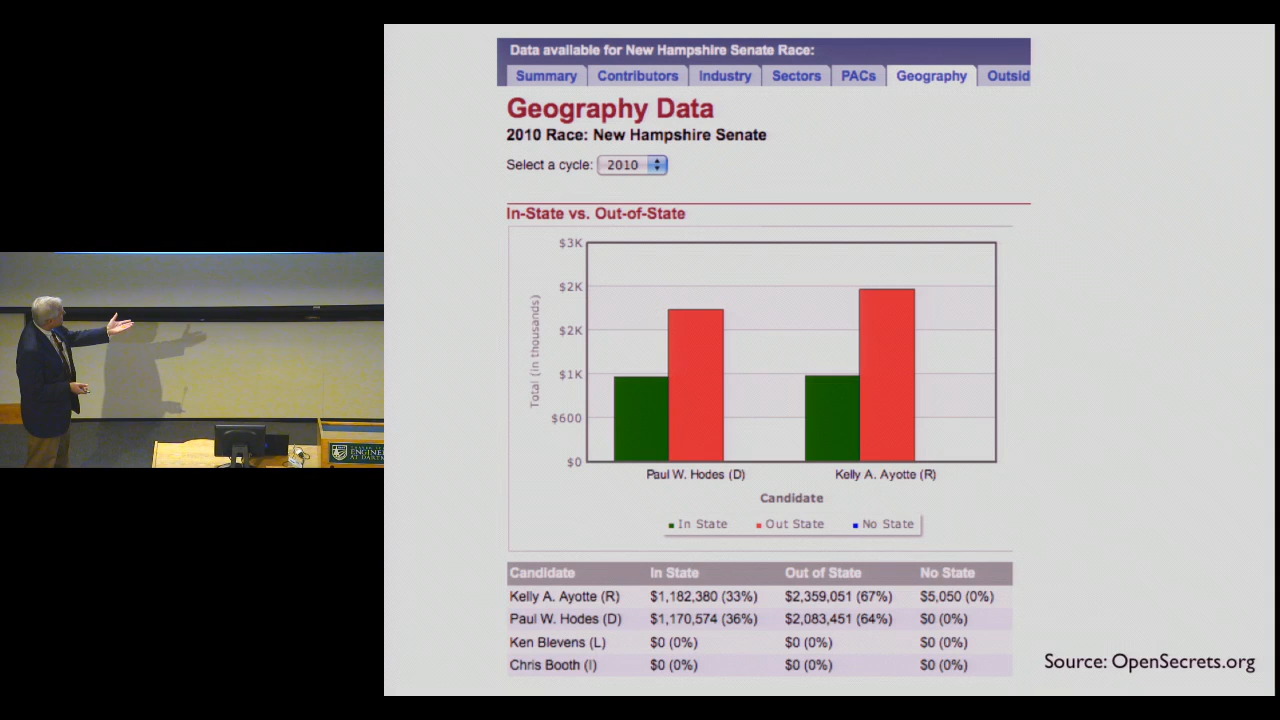 Data available for New Hampshire Senate Race:
Summary Contributors Industry Sectors PACs Geography Outsid
Geography Data
2010 Race: New Hampshire Senate
Select a cycle: 2010
In-State vs. Out-of-State
$3K
$2K
$2K
$1K
$600
$0
Total (in thousands)
Paul W. Hodes (D) Kelly A. Ayotte (R)
Candidate
In State Out State No State
Candidate In State Out of State No State
Kelly A. Ayotte (R) $1,182,380 (33%) $2,359,051 (67%) $5,050 (0%)
Paul W. Hodes (D) $1,170,574 (36%) $2,083,451 (64%) $0 (0%)
Ken Blevens (L) $0 (0%) $0 (0%) $0 (0%)
Chris Booth (I) $0 (0%) $0 (0%) $0 (0%)
Source: OpenSecrets.org
ENGINE
AT DARTM